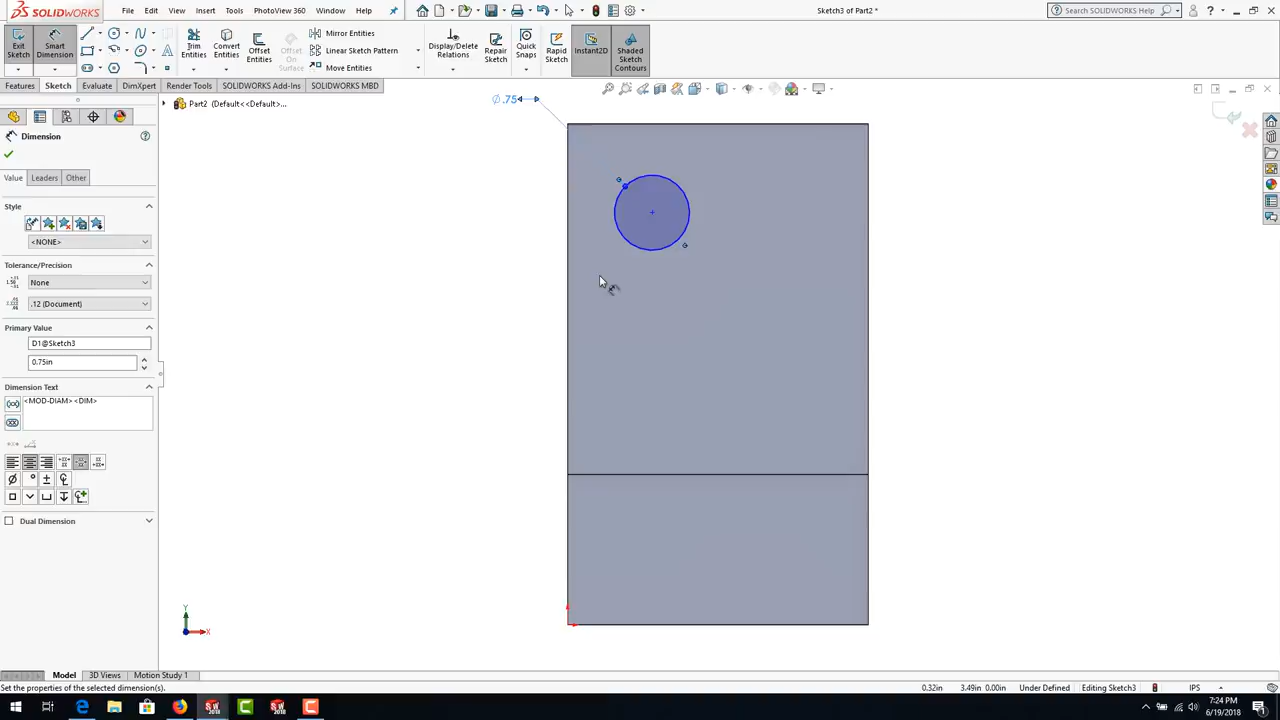 SOLIDWORKS
File Edit View Insert Tools PhotoView 360 Window Help
Sketch3 of Part2 *
Search SOLIDWORKS Help
Exit Sketch
Smart Dimension
Trim Entities
Convert Entities
Offset Entities
Offset On Surface
Mirror Entities
Linear Sketch Pattern
Move Entities
Display/Delete Relations
Repair Sketch
Quick Snaps
Rapid Sketch
Instant2D
Shaded Sketch Contours
Features Sketch Evaluate DimXpert Render Tools SOLIDWORKS Add-Ins SOLIDWORKS MBD
Part2 (Default<<Default>...
Dimension
Value Leaders Other
Style
<NONE>
Tolerance/Precision
None
.12 (Document)
Primary Value
D1@Sketch3
0.75in
Dimension Text
<MOD-DIAM><DIM>
Dual Dimension
∅ .75
Y
X
Model 3D Views Motion Study 1
Set the properties of the selected dimension(s).
0.32in 3.49in 0.00in Under Defined Editing Sketch3 IPS
7:24 PM
6/19/2018